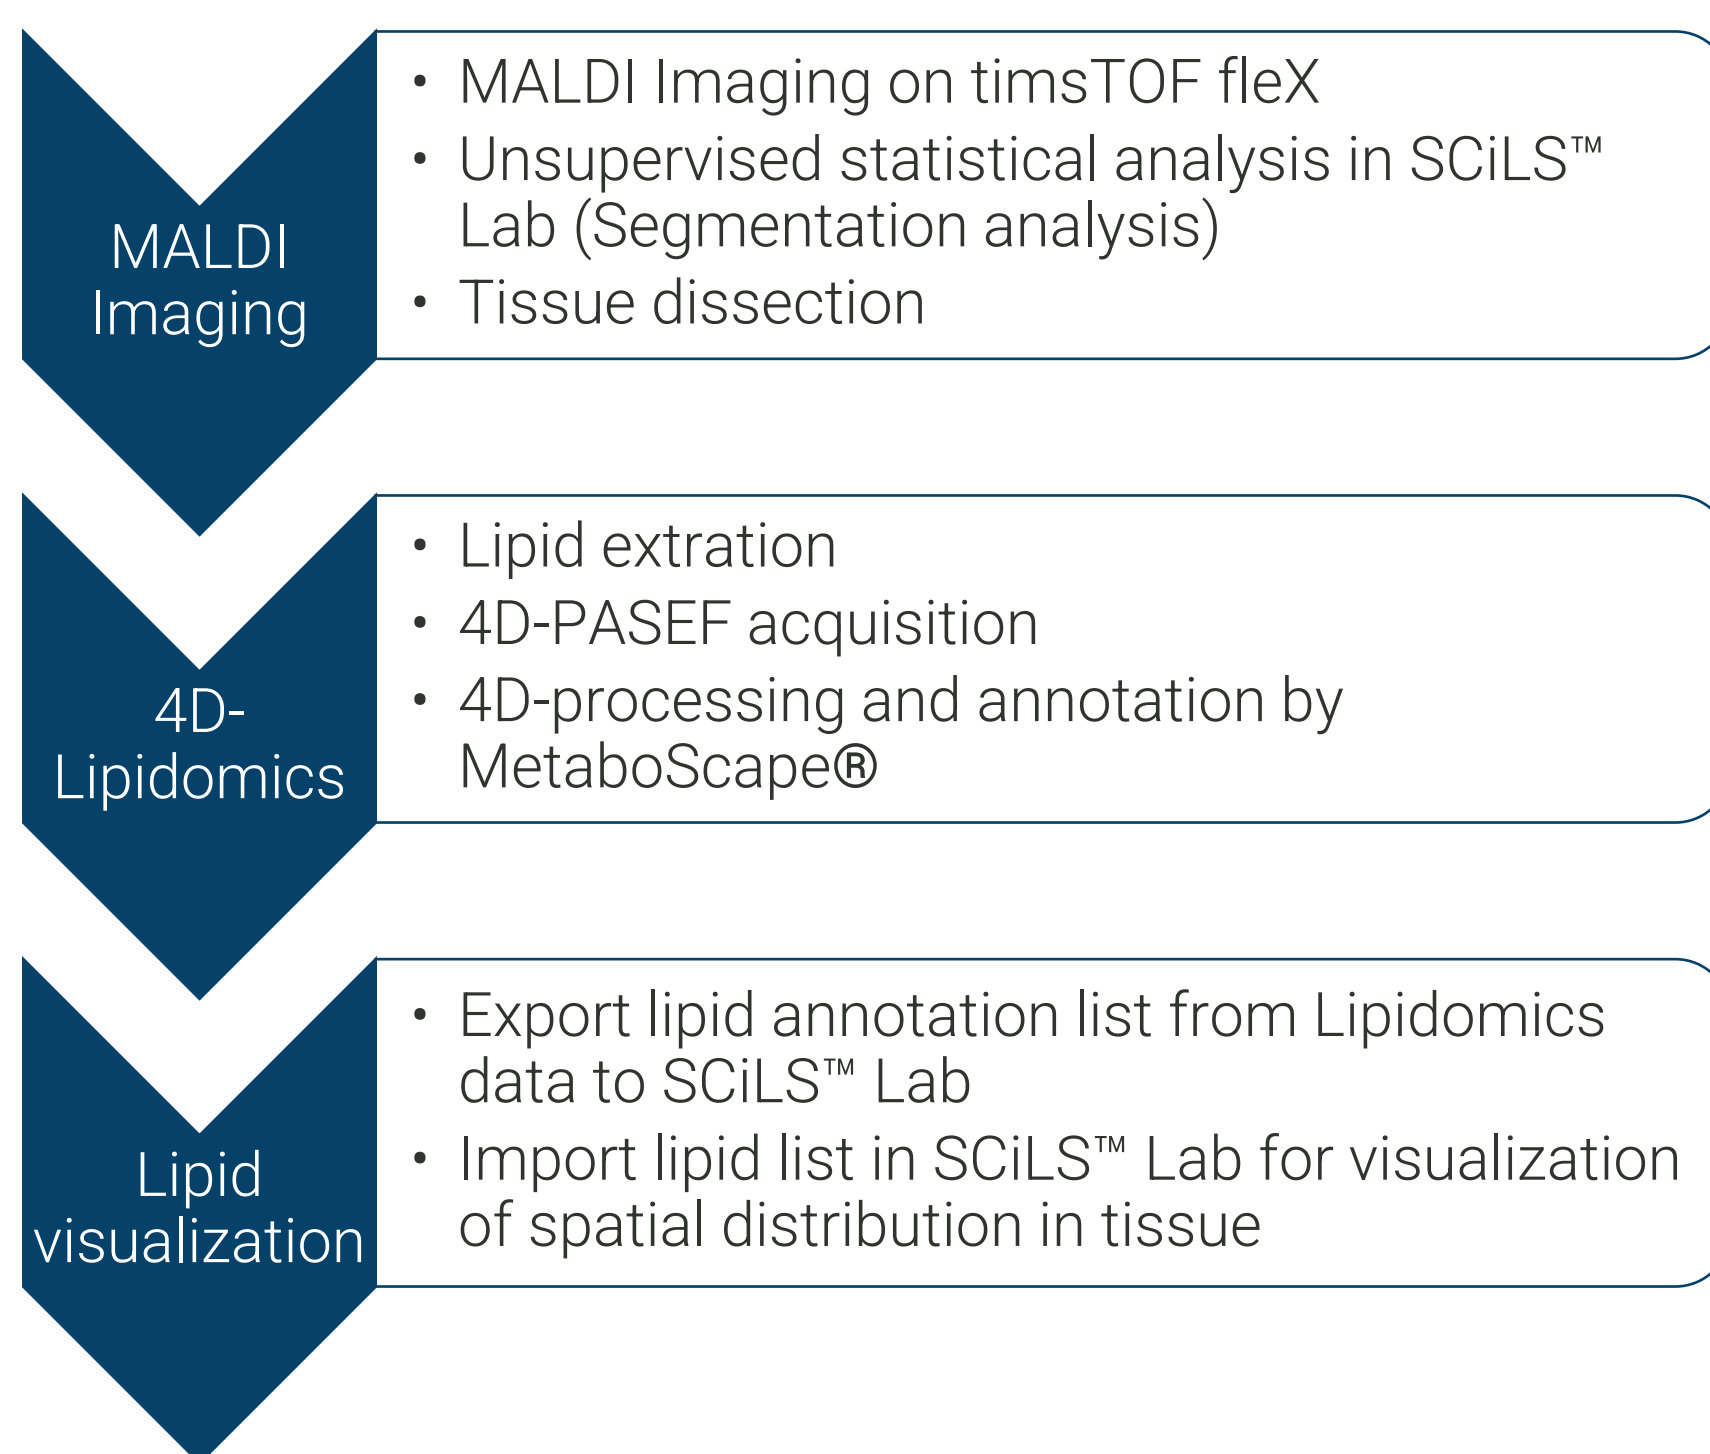 MALDI
Imaging
• MALDI Imaging on timsTOF fleX
• Unsupervised statistical analysis in SCiLS™
Lab (Segmentation analysis)
• Tissue dissection
4D-
Lipidomics
• Lipid extration
• 4D-PASEF acquisition
• 4D-processing and annotation by
MetaboScape®
Lipid
visualization
• Export lipid annotation list from Lipidomics
data to SCiLS™ Lab
• Import lipid list in SCiLS™ Lab for visualization
of spatial distribution in tissue